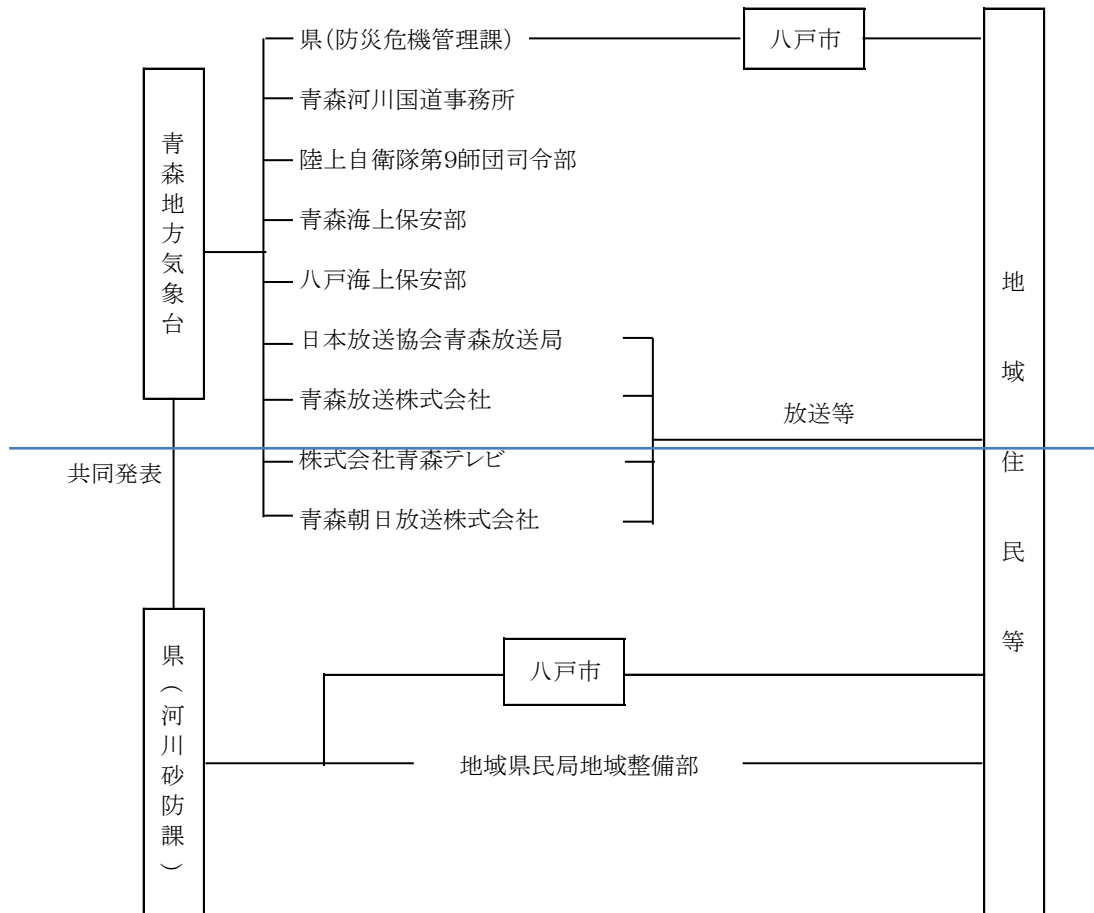 県(防災危機管理課)
八戸市
青森地方気象台
青森河川国道事務所
陸上自衛隊第9師団司令部
青森海上保安部
八戸海上保安部
日本放送協会青森放送局
青森放送株式会社
放送等
株式会社青森テレビ
青森朝日放送株式会社
共同発表
地域住民等
県(河川砂防課)
八戸市
地域県民局地域整備部